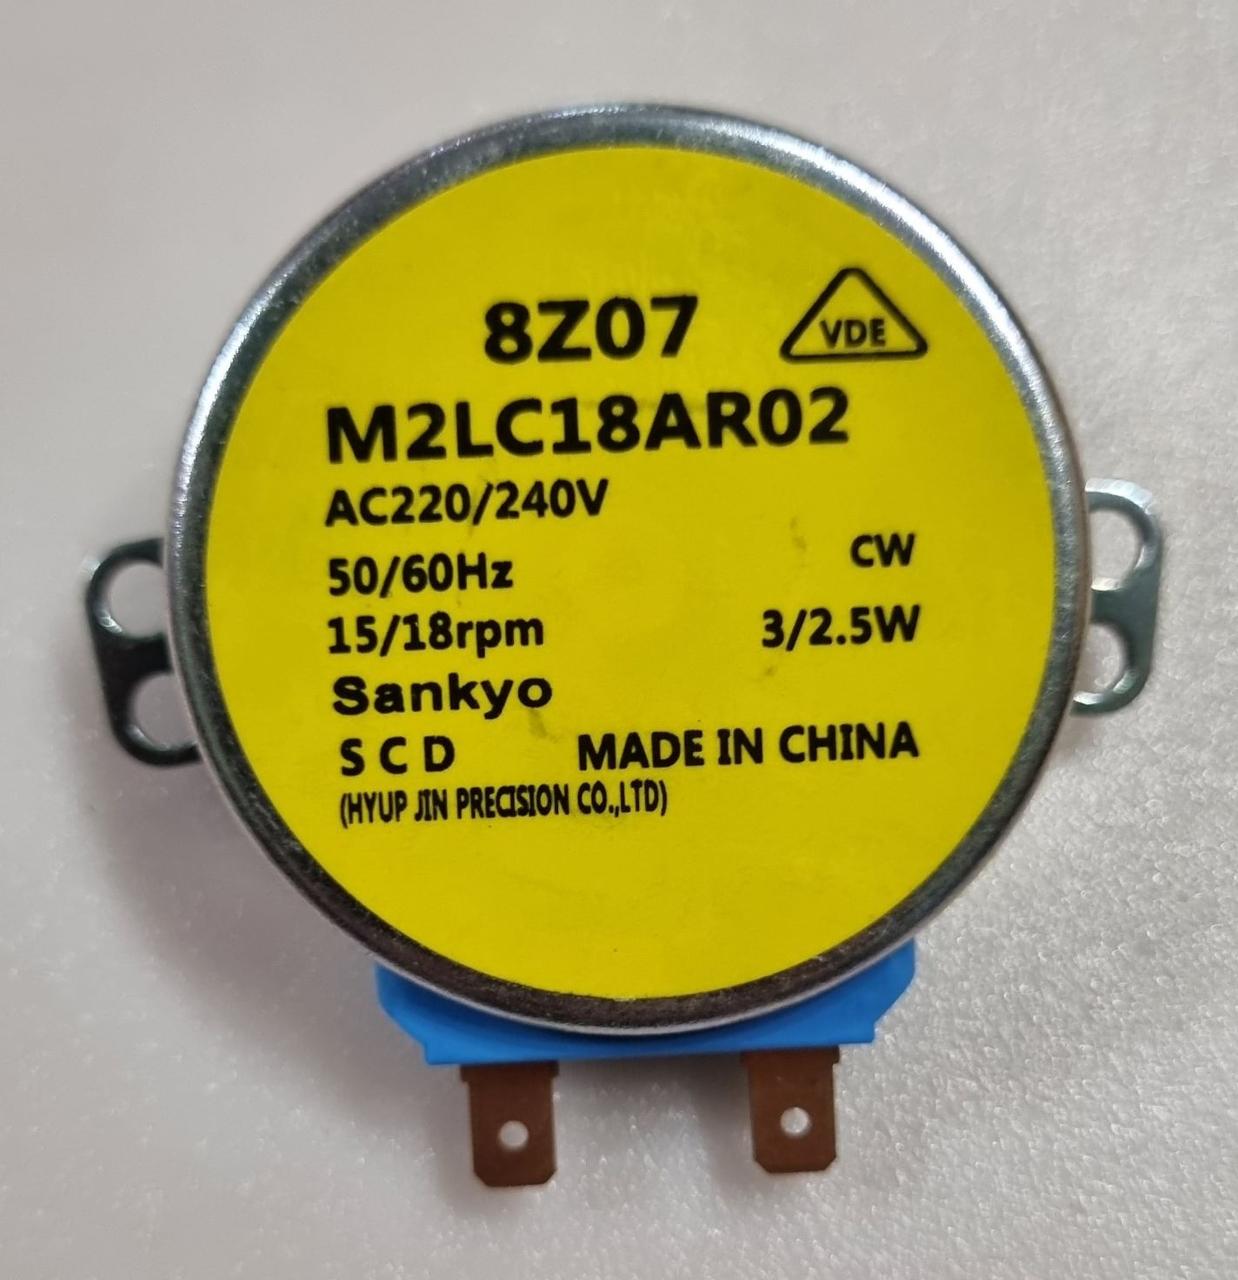 8Z07 VDE
M2LC18AR02
AC220/240V
50/60Hz CW
15/18rpm 3/2.5W
Sankyo
S C D MADE IN CHINA
(HYUP JIN PRECISION CO.,LTD)